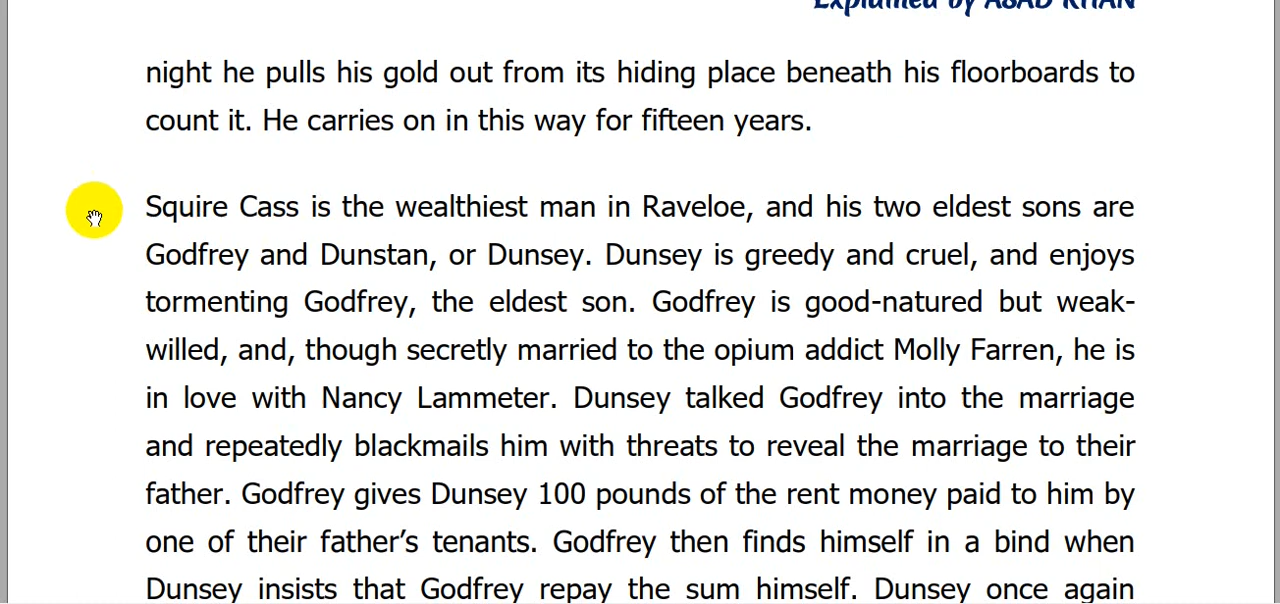 Explained by ASAD KHAN
night he pulls his gold out from its hiding place beneath his floorboards to
count it. He carries on in this way for fifteen years.
Squire Cass is the wealthiest man in Raveloe, and his two eldest sons are
Godfrey and Dunstan, or Dunsey. Dunsey is greedy and cruel, and enjoys
tormenting Godfrey, the eldest son. Godfrey is good-natured but weak-
willed, and, though secretly married to the opium addict Molly Farren, he is
in love with Nancy Lammeter. Dunsey talked Godfrey into the marriage
and repeatedly blackmails him with threats to reveal the marriage to their
father. Godfrey gives Dunsey 100 pounds of the rent money paid to him by
one of their father’s tenants. Godfrey then finds himself in a bind when
Dunsey insists that Godfrey repay the sum himself. Dunsey once again